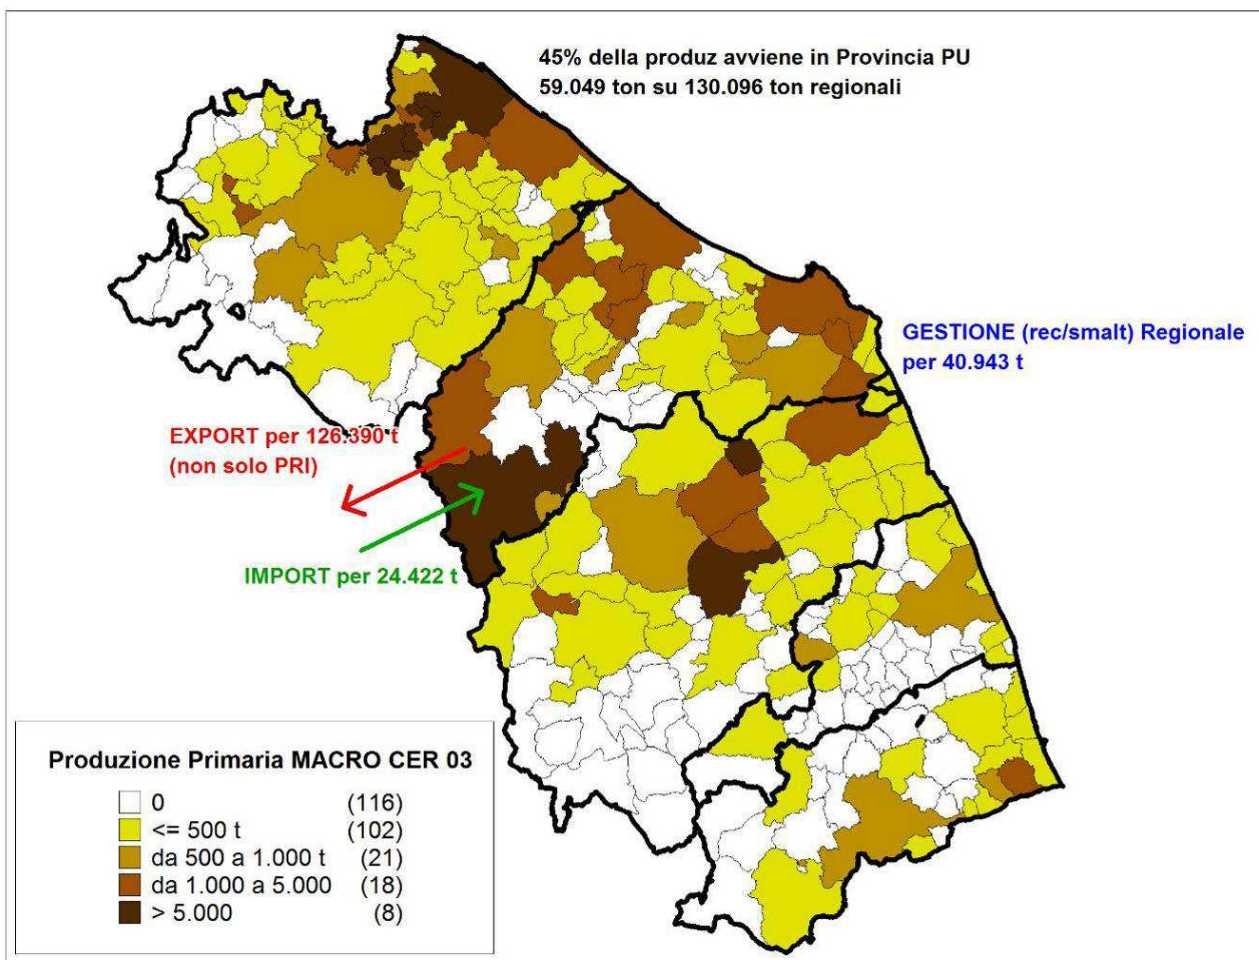 45% della produz avviene in Provincia PU
59.049 ton su 130.096 ton regionali
GESTIONE (rec/smalt) Regionale
per 40.943 t
EXPORT per 126.390 t
(non solo PRI)
IMPORT per 24.422 t
Produzione Primaria MACRO CER 03
0 (116)
<= 500 t (102)
da 500 a 1.000 t (21)
da 1.000 a 5.000 (18)
> 5.000 (8)